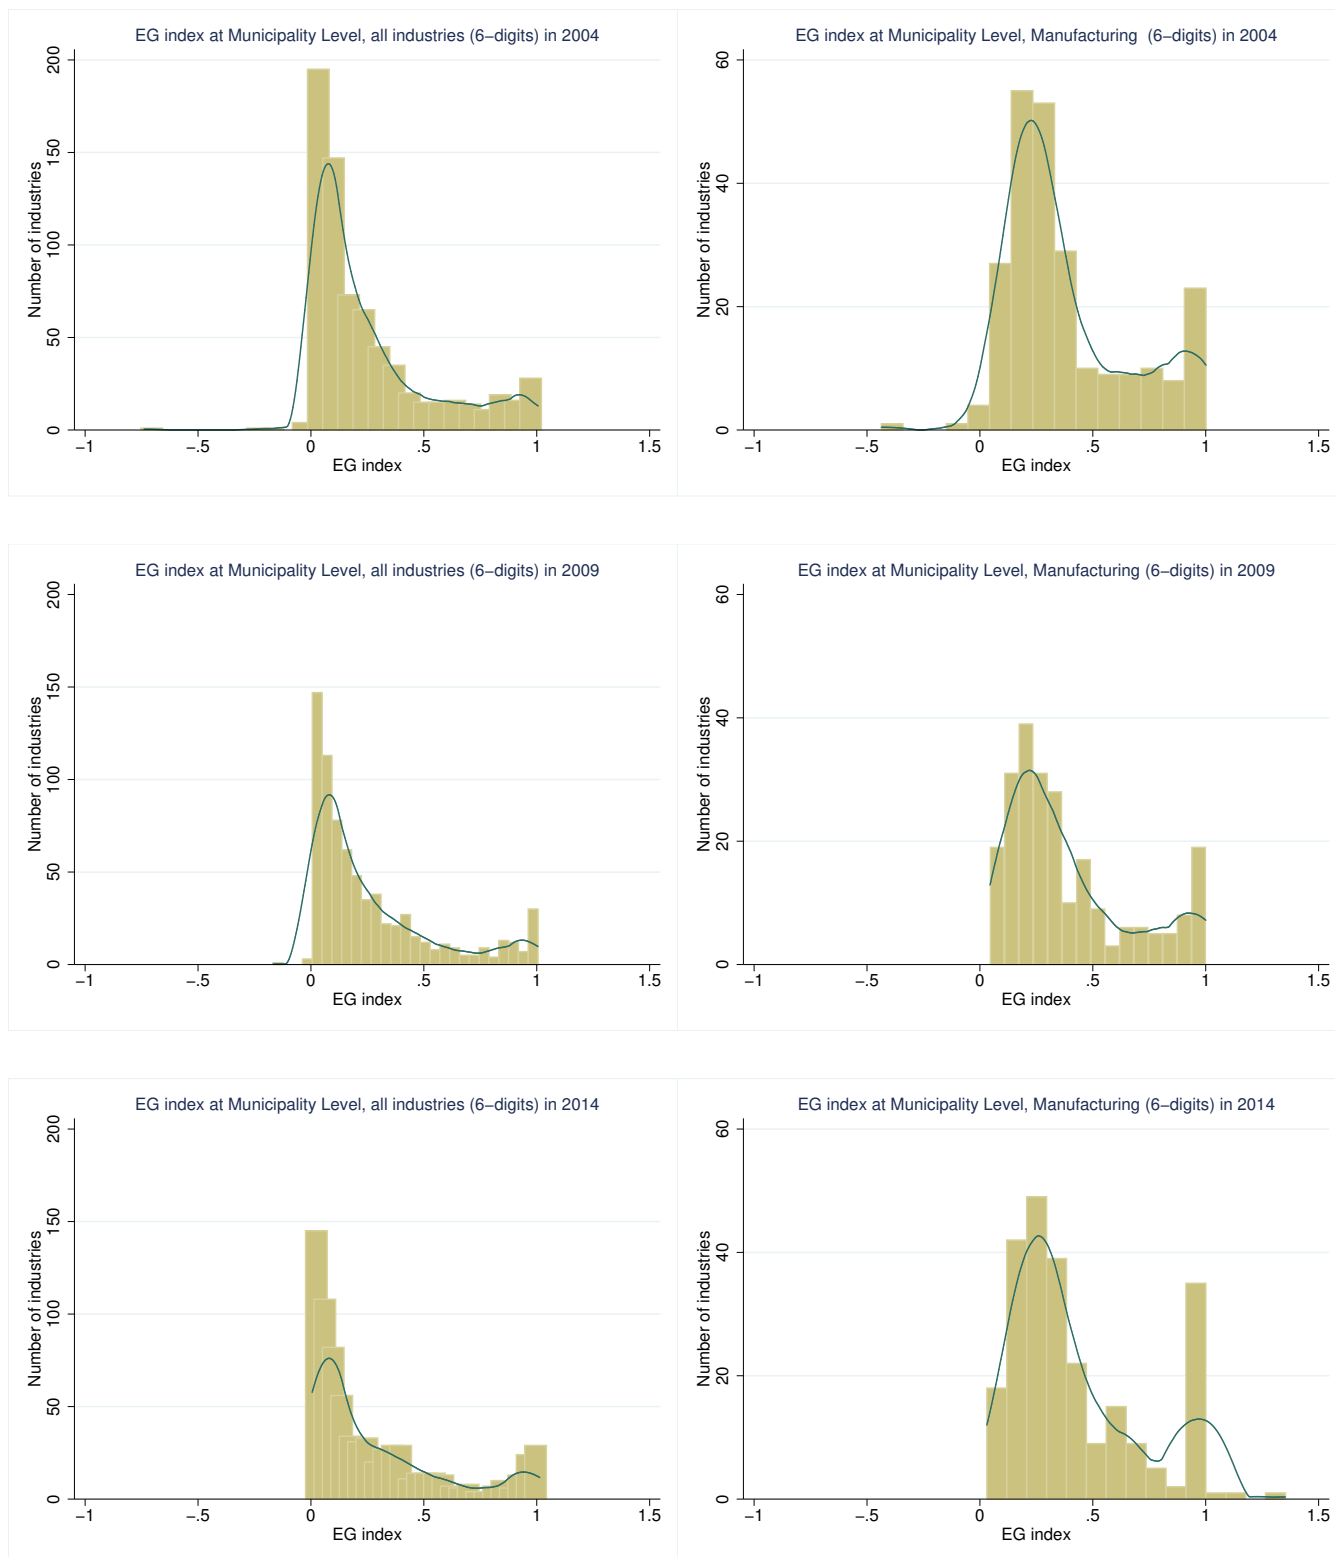 EG index at Municipality Level, all industries (6−digits) in 2004
Number of industries
0 50 100 150 200
−1 −.5 0 .5 1 1.5
EG index
EG index at Municipality Level, Manufacturing (6−digits) in 2004
Number of industries
0 20 40 60
−1 −.5 0 .5 1 1.5
EG index
EG index at Municipality Level, all industries (6−digits) in 2009
Number of industries
0 50 100 150 200
−1 −.5 0 .5 1 1.5
EG index
EG index at Municipality Level, Manufacturing (6−digits) in 2009
Number of industries
0 20 40 60
−1 −.5 0 .5 1 1.5
EG index
EG index at Municipality Level, all industries (6−digits) in 2014
Number of industries
0 50 100 150 200
−1 −.5 0 .5 1 1.5
EG index
EG index at Municipality Level, Manufacturing (6−digits) in 2014
Number of industries
0 20 40 60
−1 −.5 0 .5 1 1.5
EG index